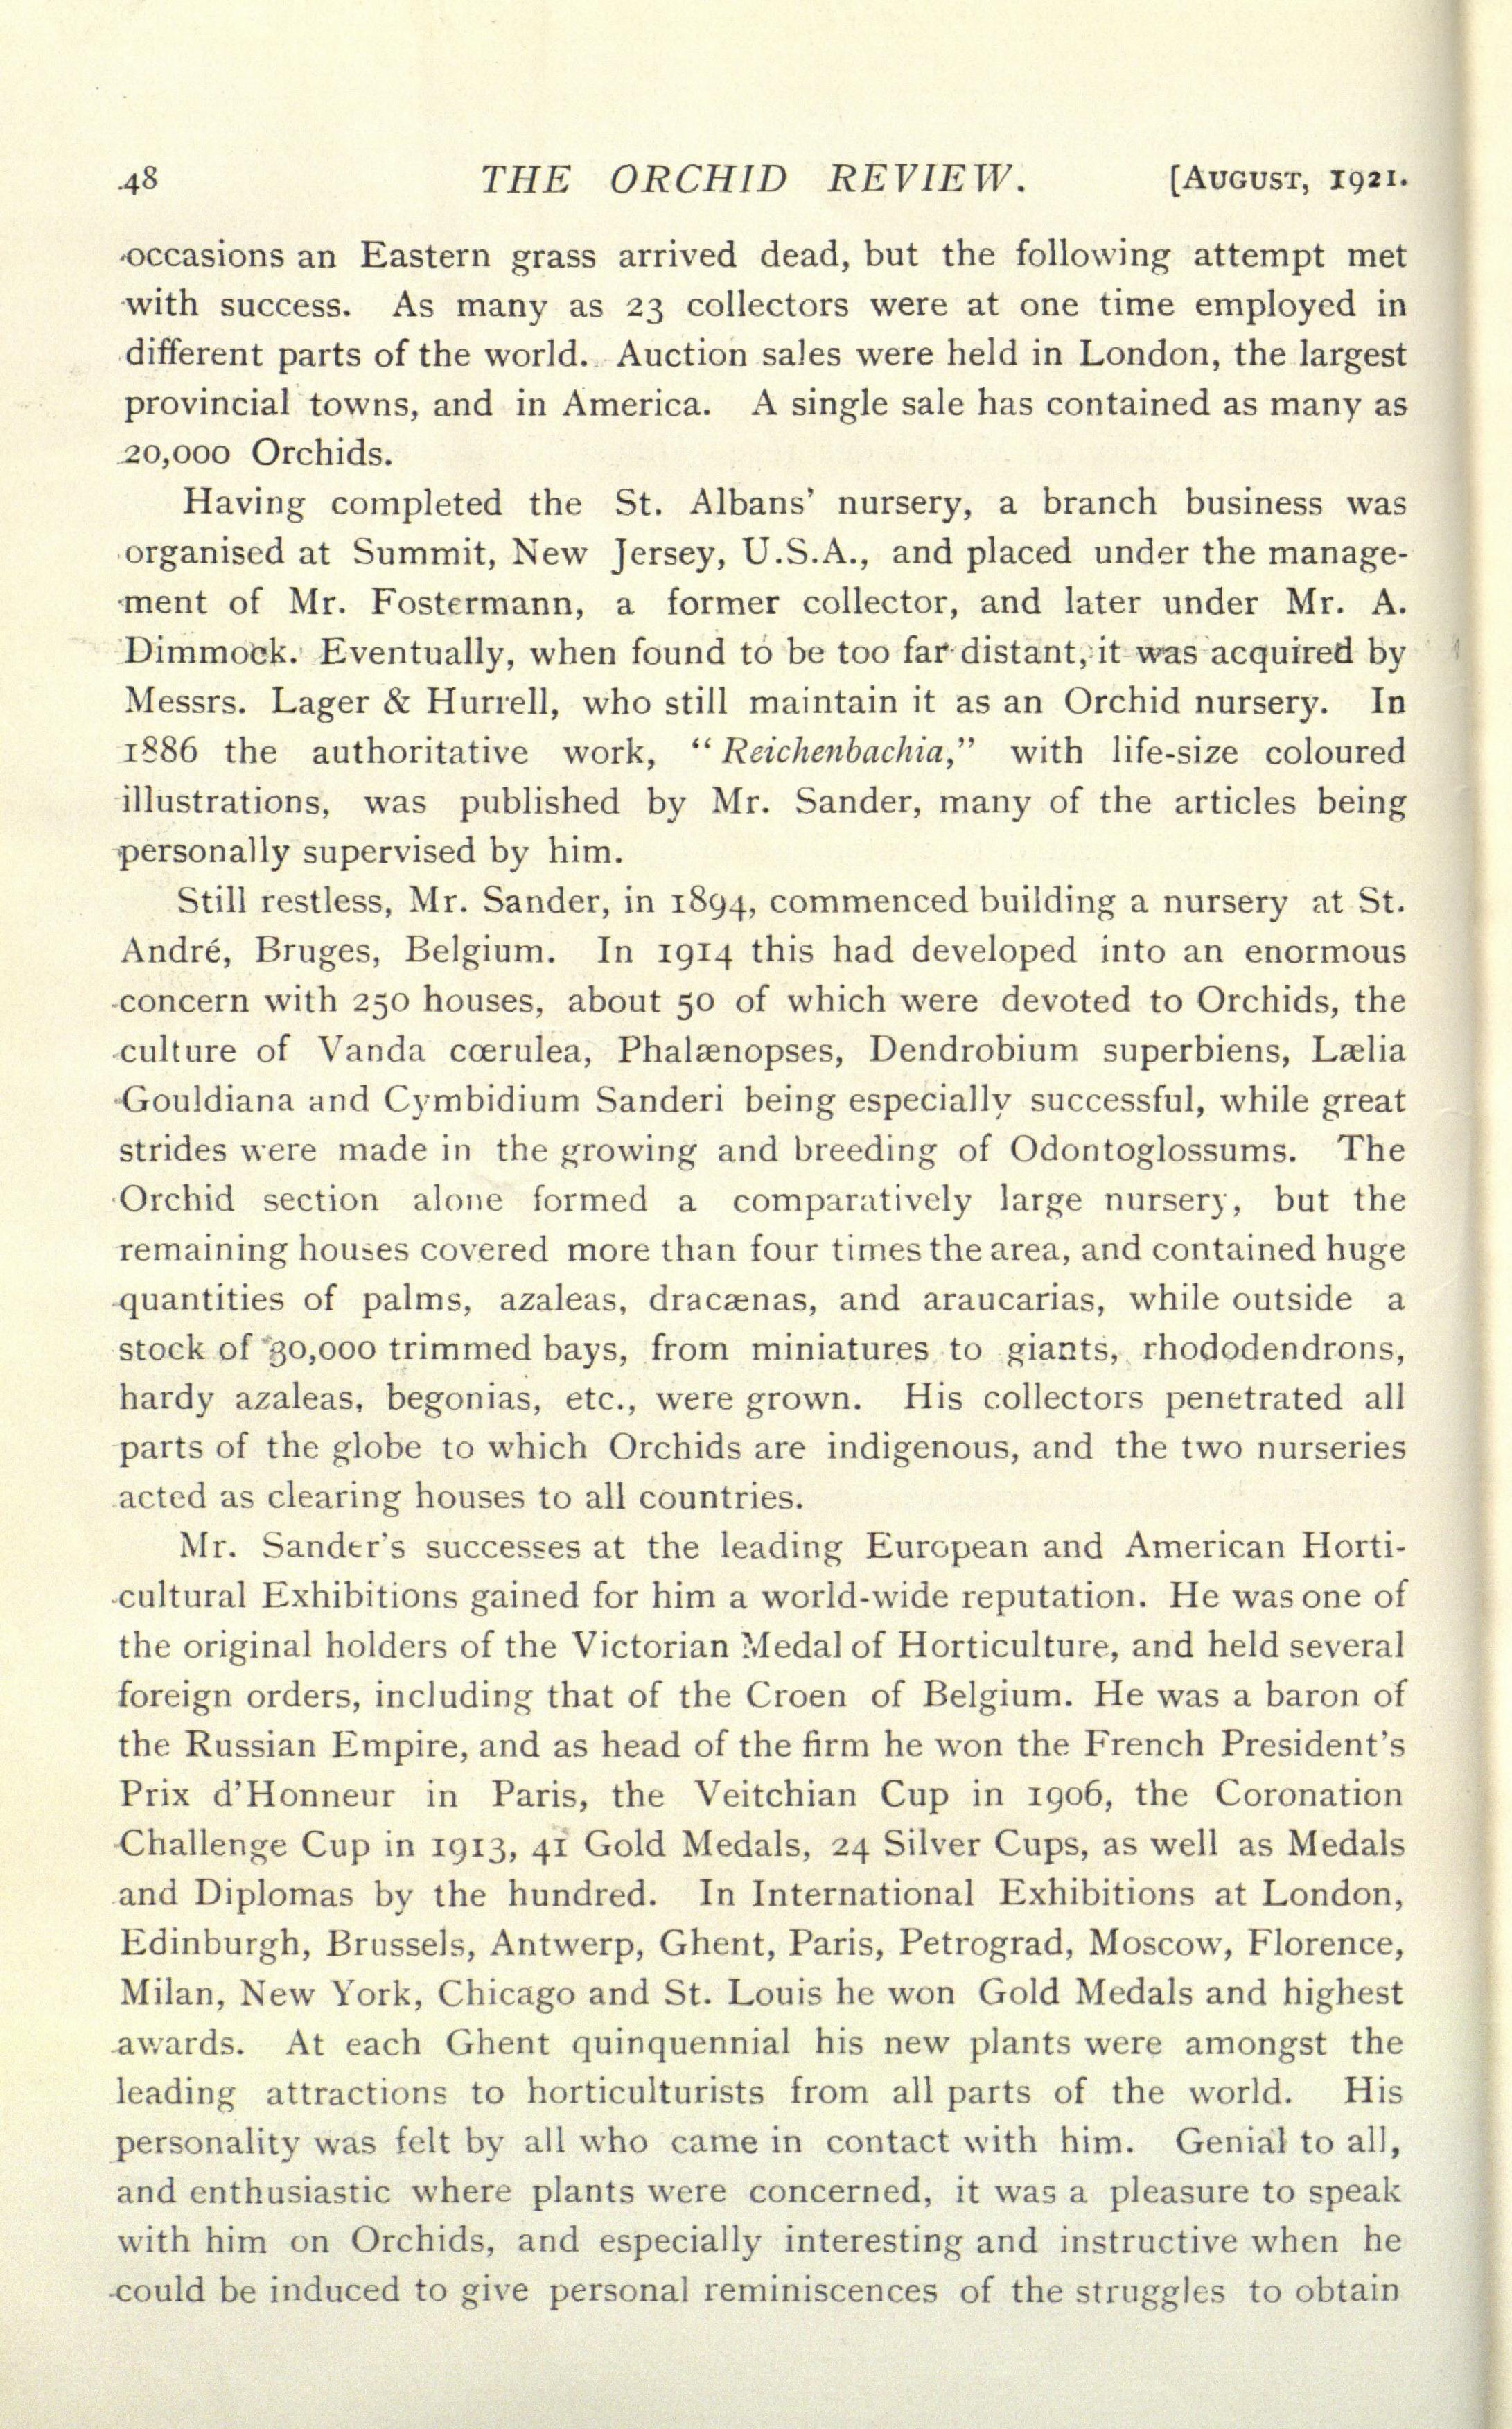 48 THE ORCHID REVIEW. [AUGUST, 1921.
occasions an Eastern grass arrived dead, but the following attempt met
with success. As many as 23 collectors were at one time employed in
different parts of the world. Auction sales were held in London, the largest
provincial towns, and in America. A single sale has contained as many as
20,000 Orchids.
Having completed the St. Albans' nursery, a branch business was
organised at Summit, New Jersey, U.S.A., and placed under the manage-
ment of Mr. Fostermann, a former collector, and later under Mr. A.
Dimmock. Eventually, when found to be too far distant, it was acquired by
Messrs. Lager & Hurrell, who still maintain it as an Orchid nursery. In
1886 the authoritative work, "Reichenbachia," with life-size coloured
illustrations, was published by Mr. Sander, many of the articles being
personally supervised by him.
Still restless, Mr. Sander, in 1894, commenced building a nursery at St.
André, Bruges, Belgium. In 1914 this had developed into an enormous
concern with 250 houses, about 50 of which were devoted to Orchids, the
culture of Vanda cœrulea, Phalænopses, Dendrobium superbiens, Lælia
Gouldiana and Cymbidium Sanderi being especially successful, while great
strides were made in the growing and breeding of Odontoglossums. The
Orchid section alone formed a comparatively large nursery, but the
remaining houses covered more than four times the area, and contained huge
quantities of palms, azaleas, dracænas, and araucarias, while outside a
stock of 30,000 trimmed bays, from miniatures to giants, rhododendrons,
hardy azaleas, begonias, etc., were grown. His collectors penetrated all
parts of the globe to which Orchids are indigenous, and the two nurseries
acted as clearing houses to all countries.
Mr. Sander's successes at the leading European and American Horti-
cultural Exhibitions gained for him a world-wide reputation. He was one of
the original holders of the Victorian Medal of Horticulture, and held several
foreign orders, including that of the Croen of Belgium. He was a baron of
the Russian Empire, and as head of the firm he won the French President's
Prix d'Honneur in Paris, the Veitchian Cup in 1906, the Coronation
Challenge Cup in 1913, 41 Gold Medals, 24 Silver Cups, as well as Medals
and Diplomas by the hundred. In International Exhibitions at London,
Edinburgh, Brussels, Antwerp, Ghent, Paris, Petrograd, Moscow, Florence,
Milan, New York, Chicago and St. Louis he won Gold Medals and highest
awards. At each Ghent quinquennial his new plants were amongst the
leading attractions to horticulturists from all parts of the world. His
personality was felt by all who came in contact with him. Genial to all,
and enthusiastic where plants were concerned, it was a pleasure to speak
with him on Orchids, and especially interesting and instructive when he
could be induced to give personal reminiscences of the struggles to obtain